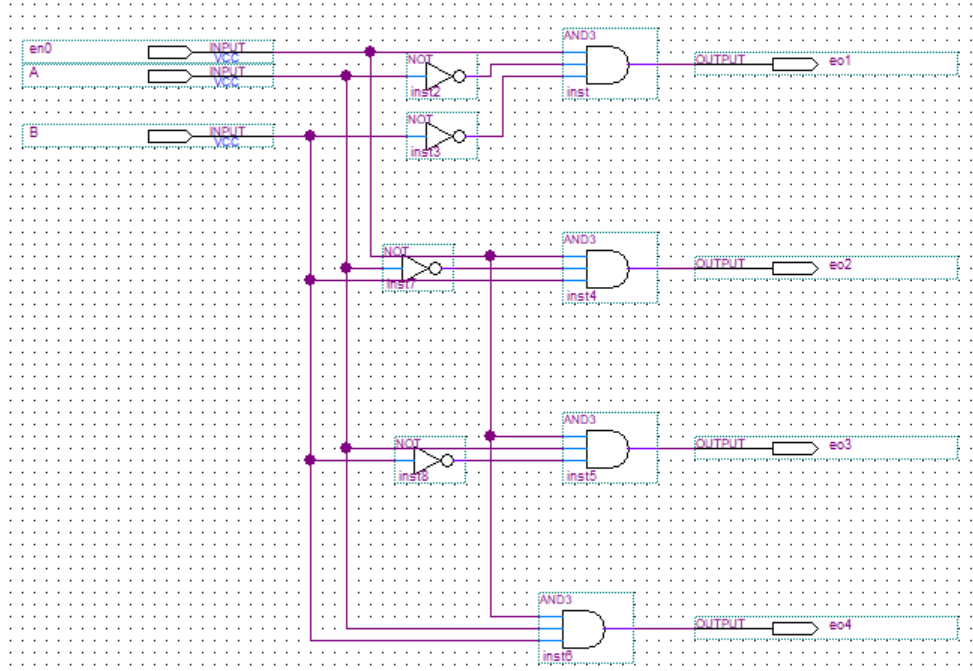 AND3
en0 INPUT
VCC
NOT OUTPUT eo1
A INPUT
VCC
inst2 inst
NOT
B INPUT
VCC
inst3
AND3
NOT OUTPUT eo2
inst7 inst4
AND3
NOT OUTPUT eo3
inst8 inst5
AND3
OUTPUT eo4
inst6